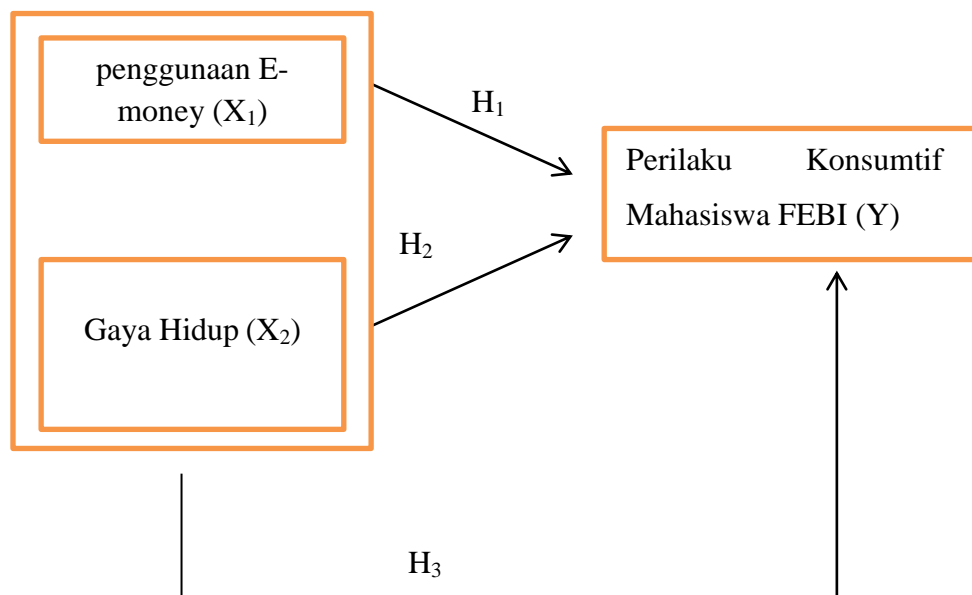 penggunaan E-
money (X₁)
H₁
Perilaku Konsumtif
Mahasiswa FEBI (Y)
H₂
Gaya Hidup (X₂)
H₃